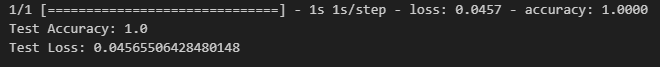 1/1 [==============================] - 1s 1s/step - loss: 0.0457 - accuracy: 1.0000
Test Accuracy: 1.0
Test Loss: 0.04565506428480148